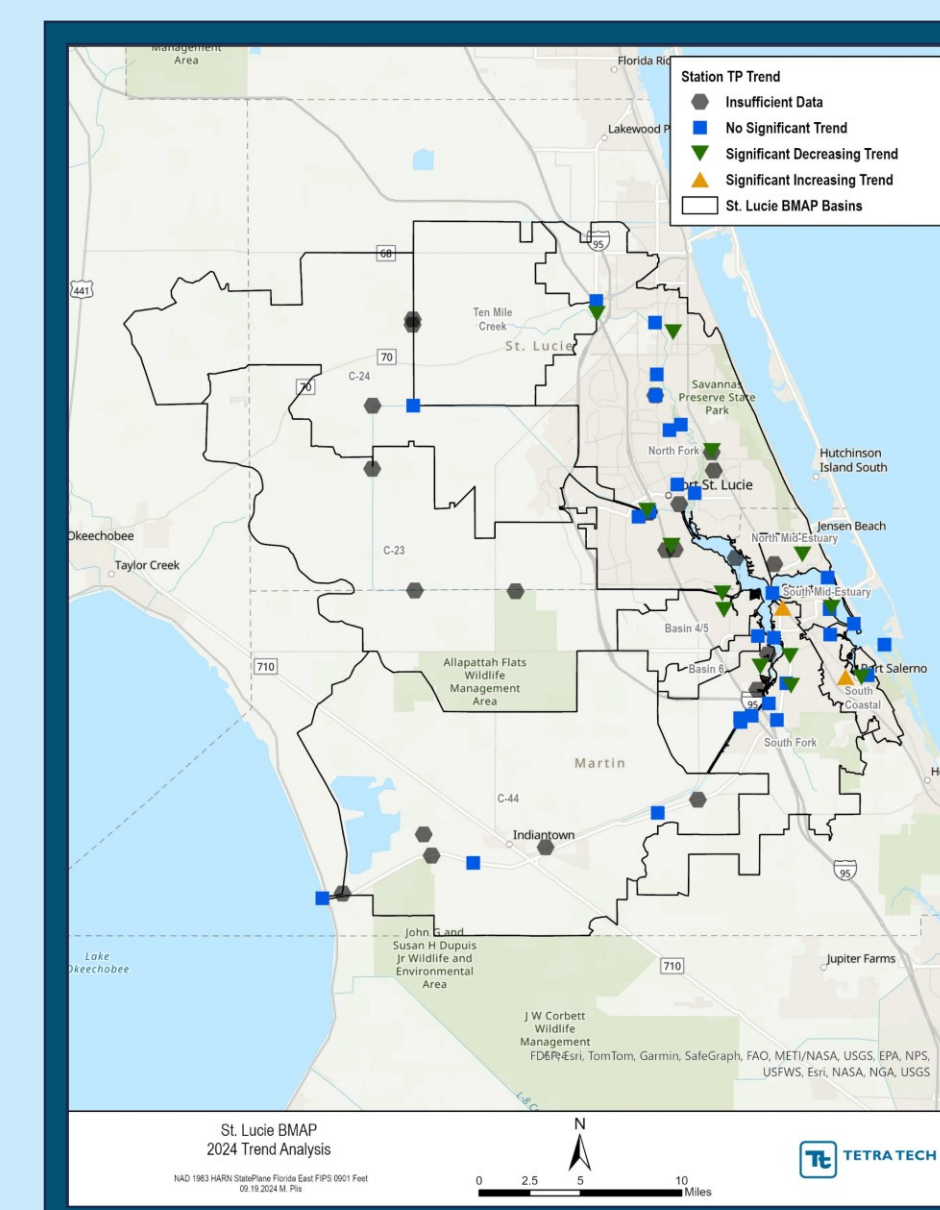 Management
Area
Florida Rid
Lakewood P
Station TP Trend
Insufficient Data
No Significant Trend
Significant Decreasing Trend
Significant Increasing Trend
St. Lucie BMAP Basins
95
68
441
Ten Mile
Creek
St. Lucie
70
C-24
70
Savannas
Preserve State
Park
North Fork
Hutchinson
Island South
ort St. Lucie
Jensen Beach
Okeechobee
North Mid-Estuary
C-23
Taylor Creek
South Mid-Estuary
Basin 4/5
710
Allapattah Flats
Wildlife
Management
Area
Basin 6
Port Salerno
95
South
Coastal
South Fork
Martin
C-44
Indiantown
95
John G and
Susan H Dupuis
Jr Wildlife and
Environmental
Area
Lake
Okeechobee
710
Jupiter Farms
J W Corbett
Wildlife
Management
FDEP, Esri, TomTom, Garmin, SafeGraph, FAO, METI/NASA, USGS, EPA, NPS,
USFWS, Esri, NASA, NGA, USGS
L-8 C
St. Lucie BMAP
2024 Trend Analysis
NAD 1983 HARN StatePlane Florida East FIPS 0901 Feet
09.19.2024 M. Plis
N
0 2.5 5 10
Miles
Tt TETRA TECH